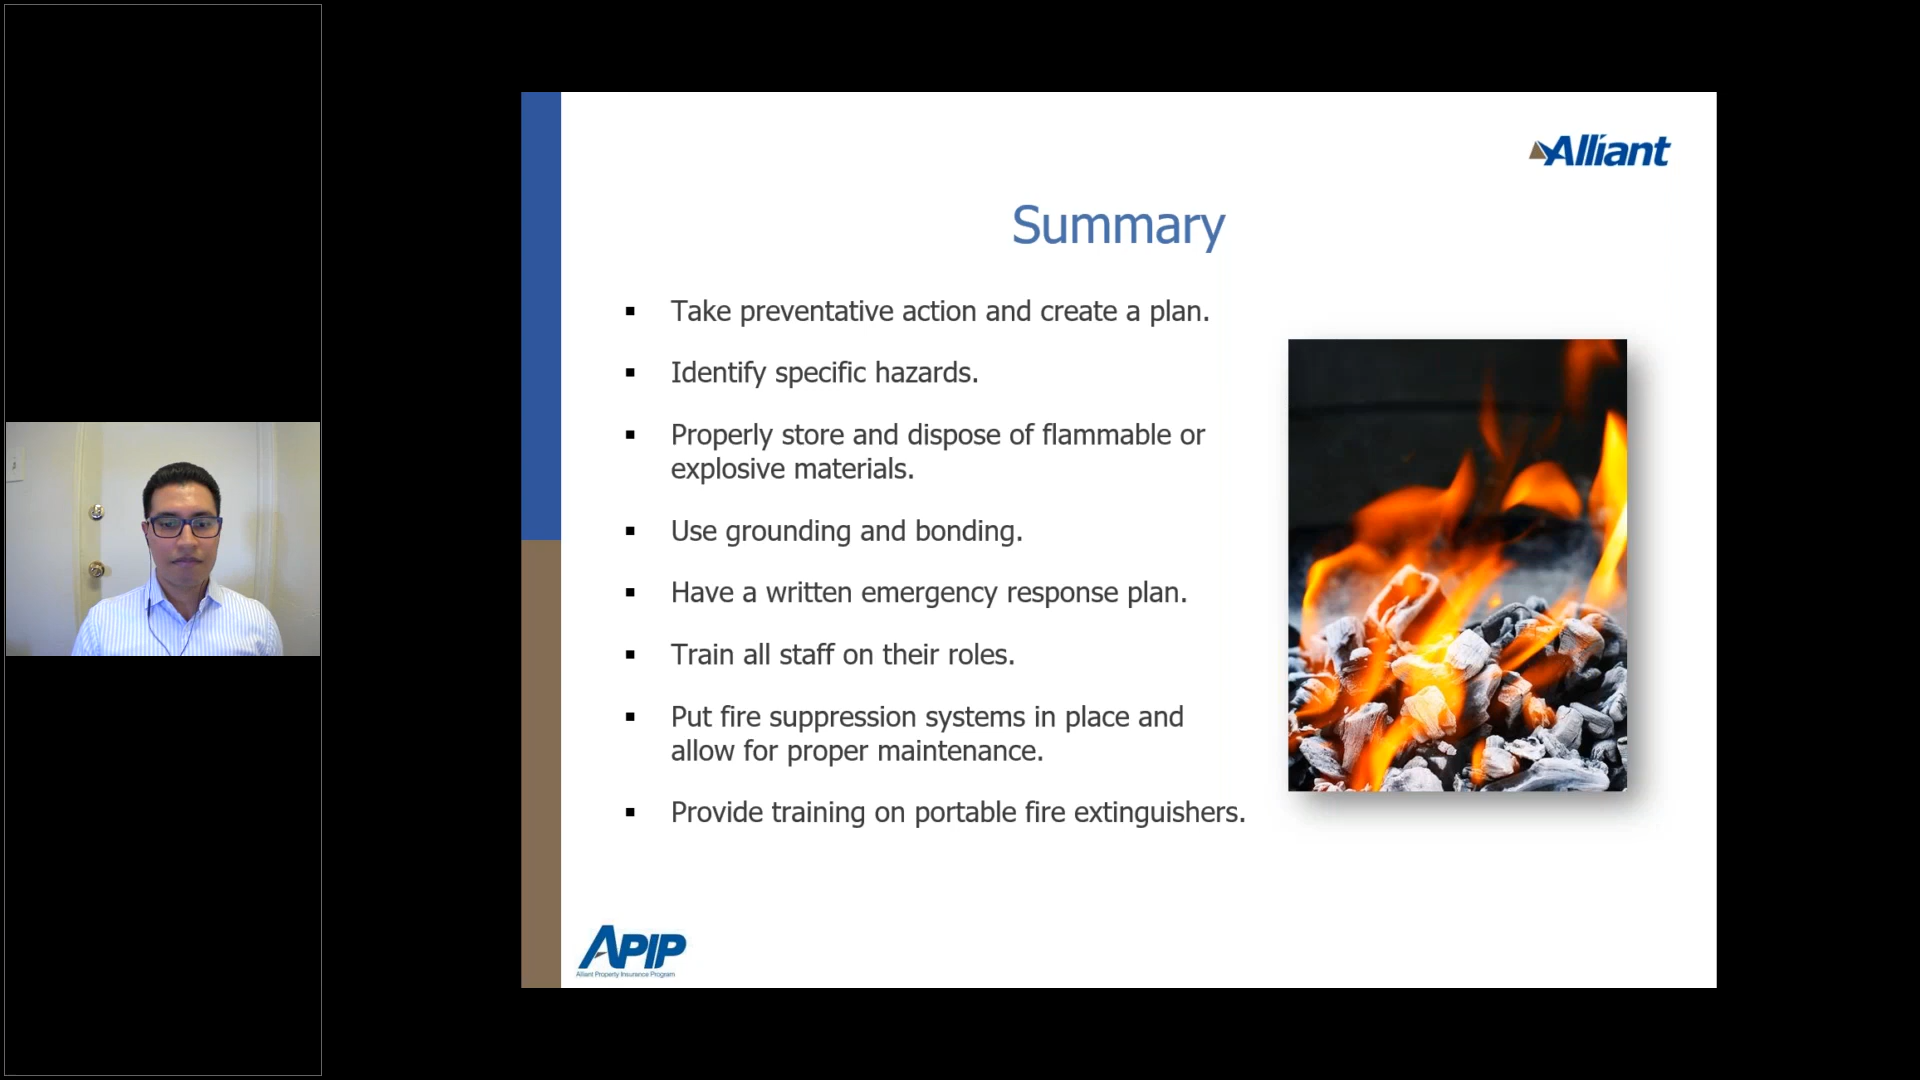 Alliant
Summary
▪ Take preventative action and create a plan.
▪ Identify specific hazards.
▪ Properly store and dispose of flammable or
explosive materials.
▪ Use grounding and bonding.
▪ Have a written emergency response plan.
▪ Train all staff on their roles.
▪ Put fire suppression systems in place and
allow for proper maintenance.
▪ Provide training on portable fire extinguishers.
APIP
Alliant Property Insurance Program